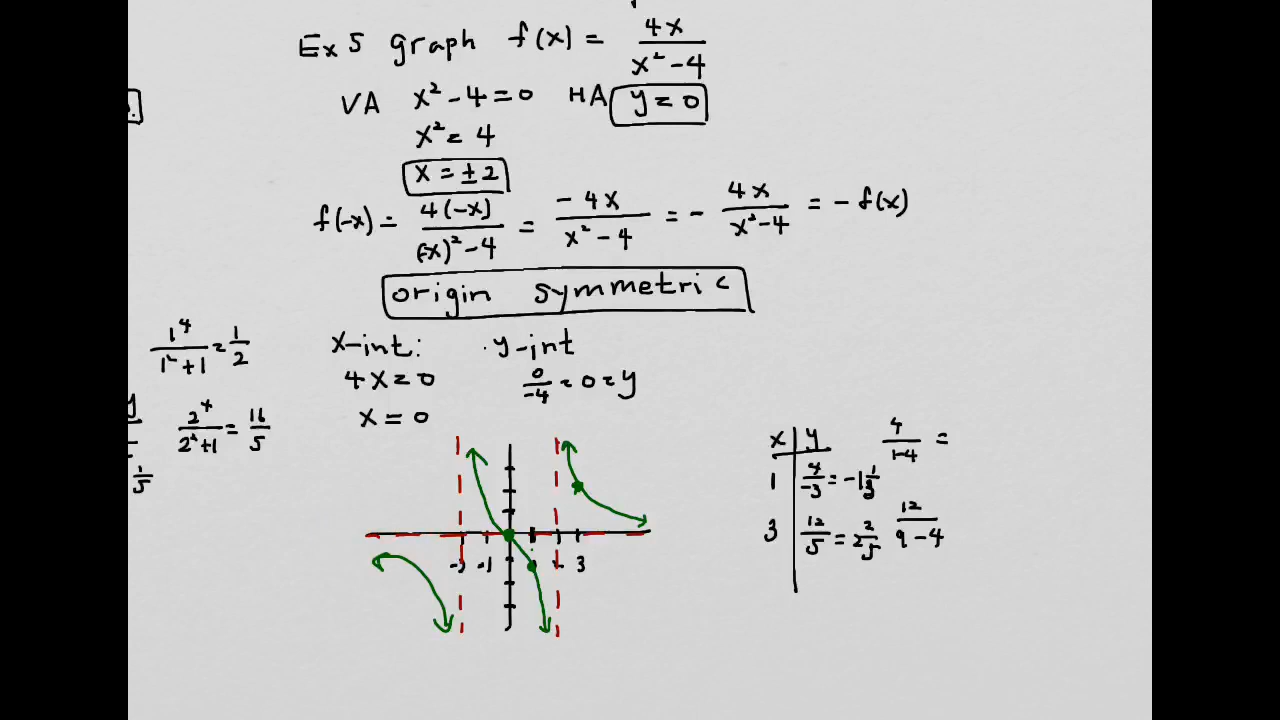 Ex 5 graph f(x) = 4x / x² - 4
VA x² - 4 = 0 HA y = 0
x² = 4
x = ± 2
f(-x) = 4(-x) / (-x)² - 4 = - 4x / x² - 4 = - 4x / x² - 4 = - f(x)
origin symmetric
1⁴ / 1² + 1 = 1/2
2⁴ / 2² + 1 = 16/5
1/5
x-int: y-int
4x = 0 0/-4 = 0 = y
x = 0
x | y 4 / 1-4 =
1 | 4/-3 = -1 1/3
3 | 12/5 = 2 2/5 12 / 9 - 4
-2 -1 3